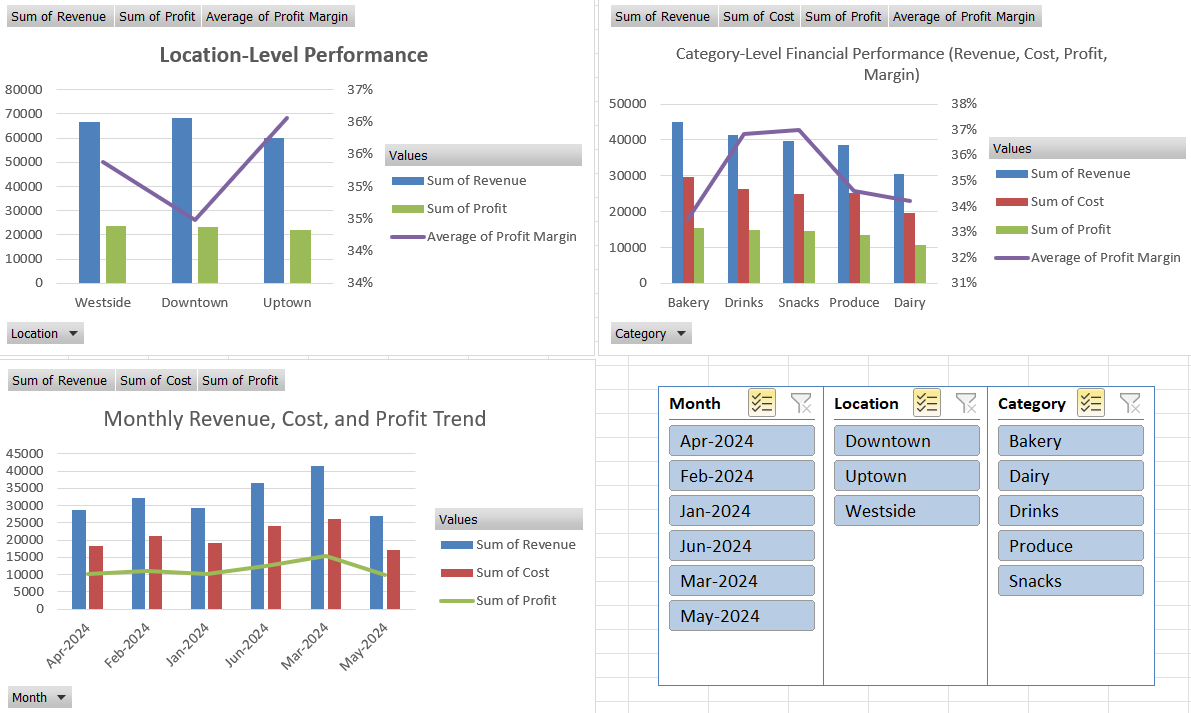 Sum of Revenue Sum of Profit Average of Profit Margin
Location-Level Performance
80000
70000
60000
50000
40000
30000
20000
10000
0
37%
36%
36%
35%
35%
34%
34%
Westside Downtown Uptown
Values
Sum of Revenue
Sum of Profit
Average of Profit Margin
Location
Sum of Revenue Sum of Cost Sum of Profit Average of Profit Margin
Category-Level Financial Performance (Revenue, Cost, Profit,
Margin)
50000
40000
30000
20000
10000
0
38%
37%
36%
35%
34%
33%
32%
31%
Bakery Drinks Snacks Produce Dairy
Values
Sum of Revenue
Sum of Cost
Sum of Profit
Average of Profit Margin
Category
Sum of Revenue Sum of Cost Sum of Profit
Monthly Revenue, Cost, and Profit Trend
45000
40000
35000
30000
25000
20000
15000
10000
5000
0
Apr-2024 Feb-2024 Jan-2024 Jun-2024 Mar-2024 May-2024
Values
Sum of Revenue
Sum of Cost
Sum of Profit
Month
Month
Apr-2024
Feb-2024
Jan-2024
Jun-2024
Mar-2024
May-2024
Location
Downtown
Uptown
Westside
Category
Bakery
Dairy
Drinks
Produce
Snacks